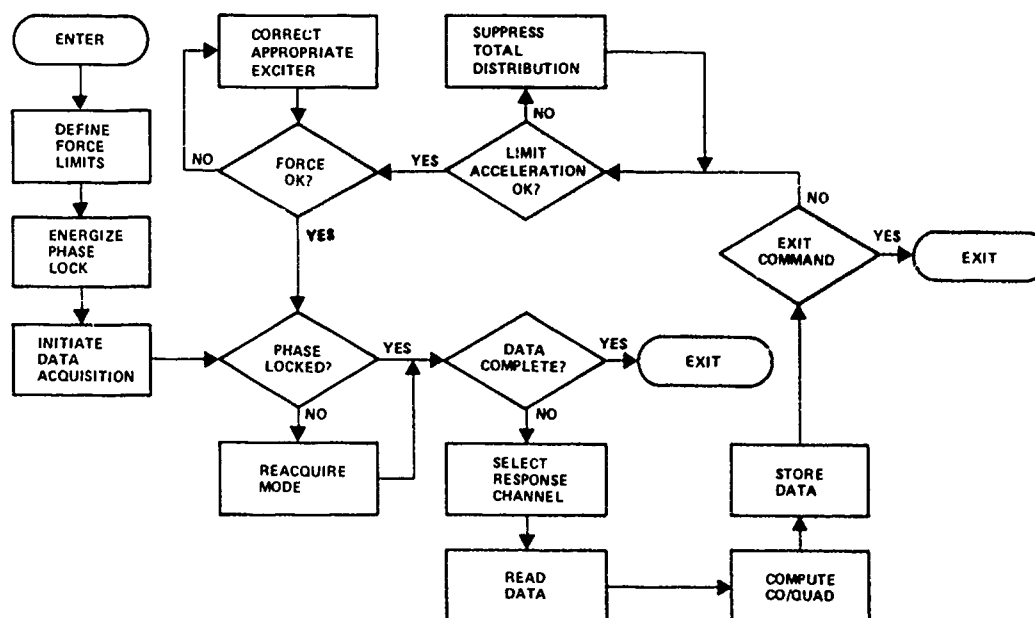 ENTER
DEFINE
FORCE
LIMITS
ENERGIZE
PHASE
LOCK
INITIATE
DATA
ACQUISITION
CORRECT
APPROPRIATE
EXCITER
NO
FORCE
OK?
YES
YES
SUPPRESS
TOTAL
DISTRIBUTION
NO
LIMIT
ACCELERATION
OK?
NO
EXIT
COMMAND
YES
EXIT
PHASE
LOCKED?
YES
NO
REACQUIRE
MODE
DATA
COMPLETE?
YES
EXIT
NO
SELECT
RESPONSE
CHANNEL
READ
DATA
COMPUTE
CO/QUAD
STORE
DATA